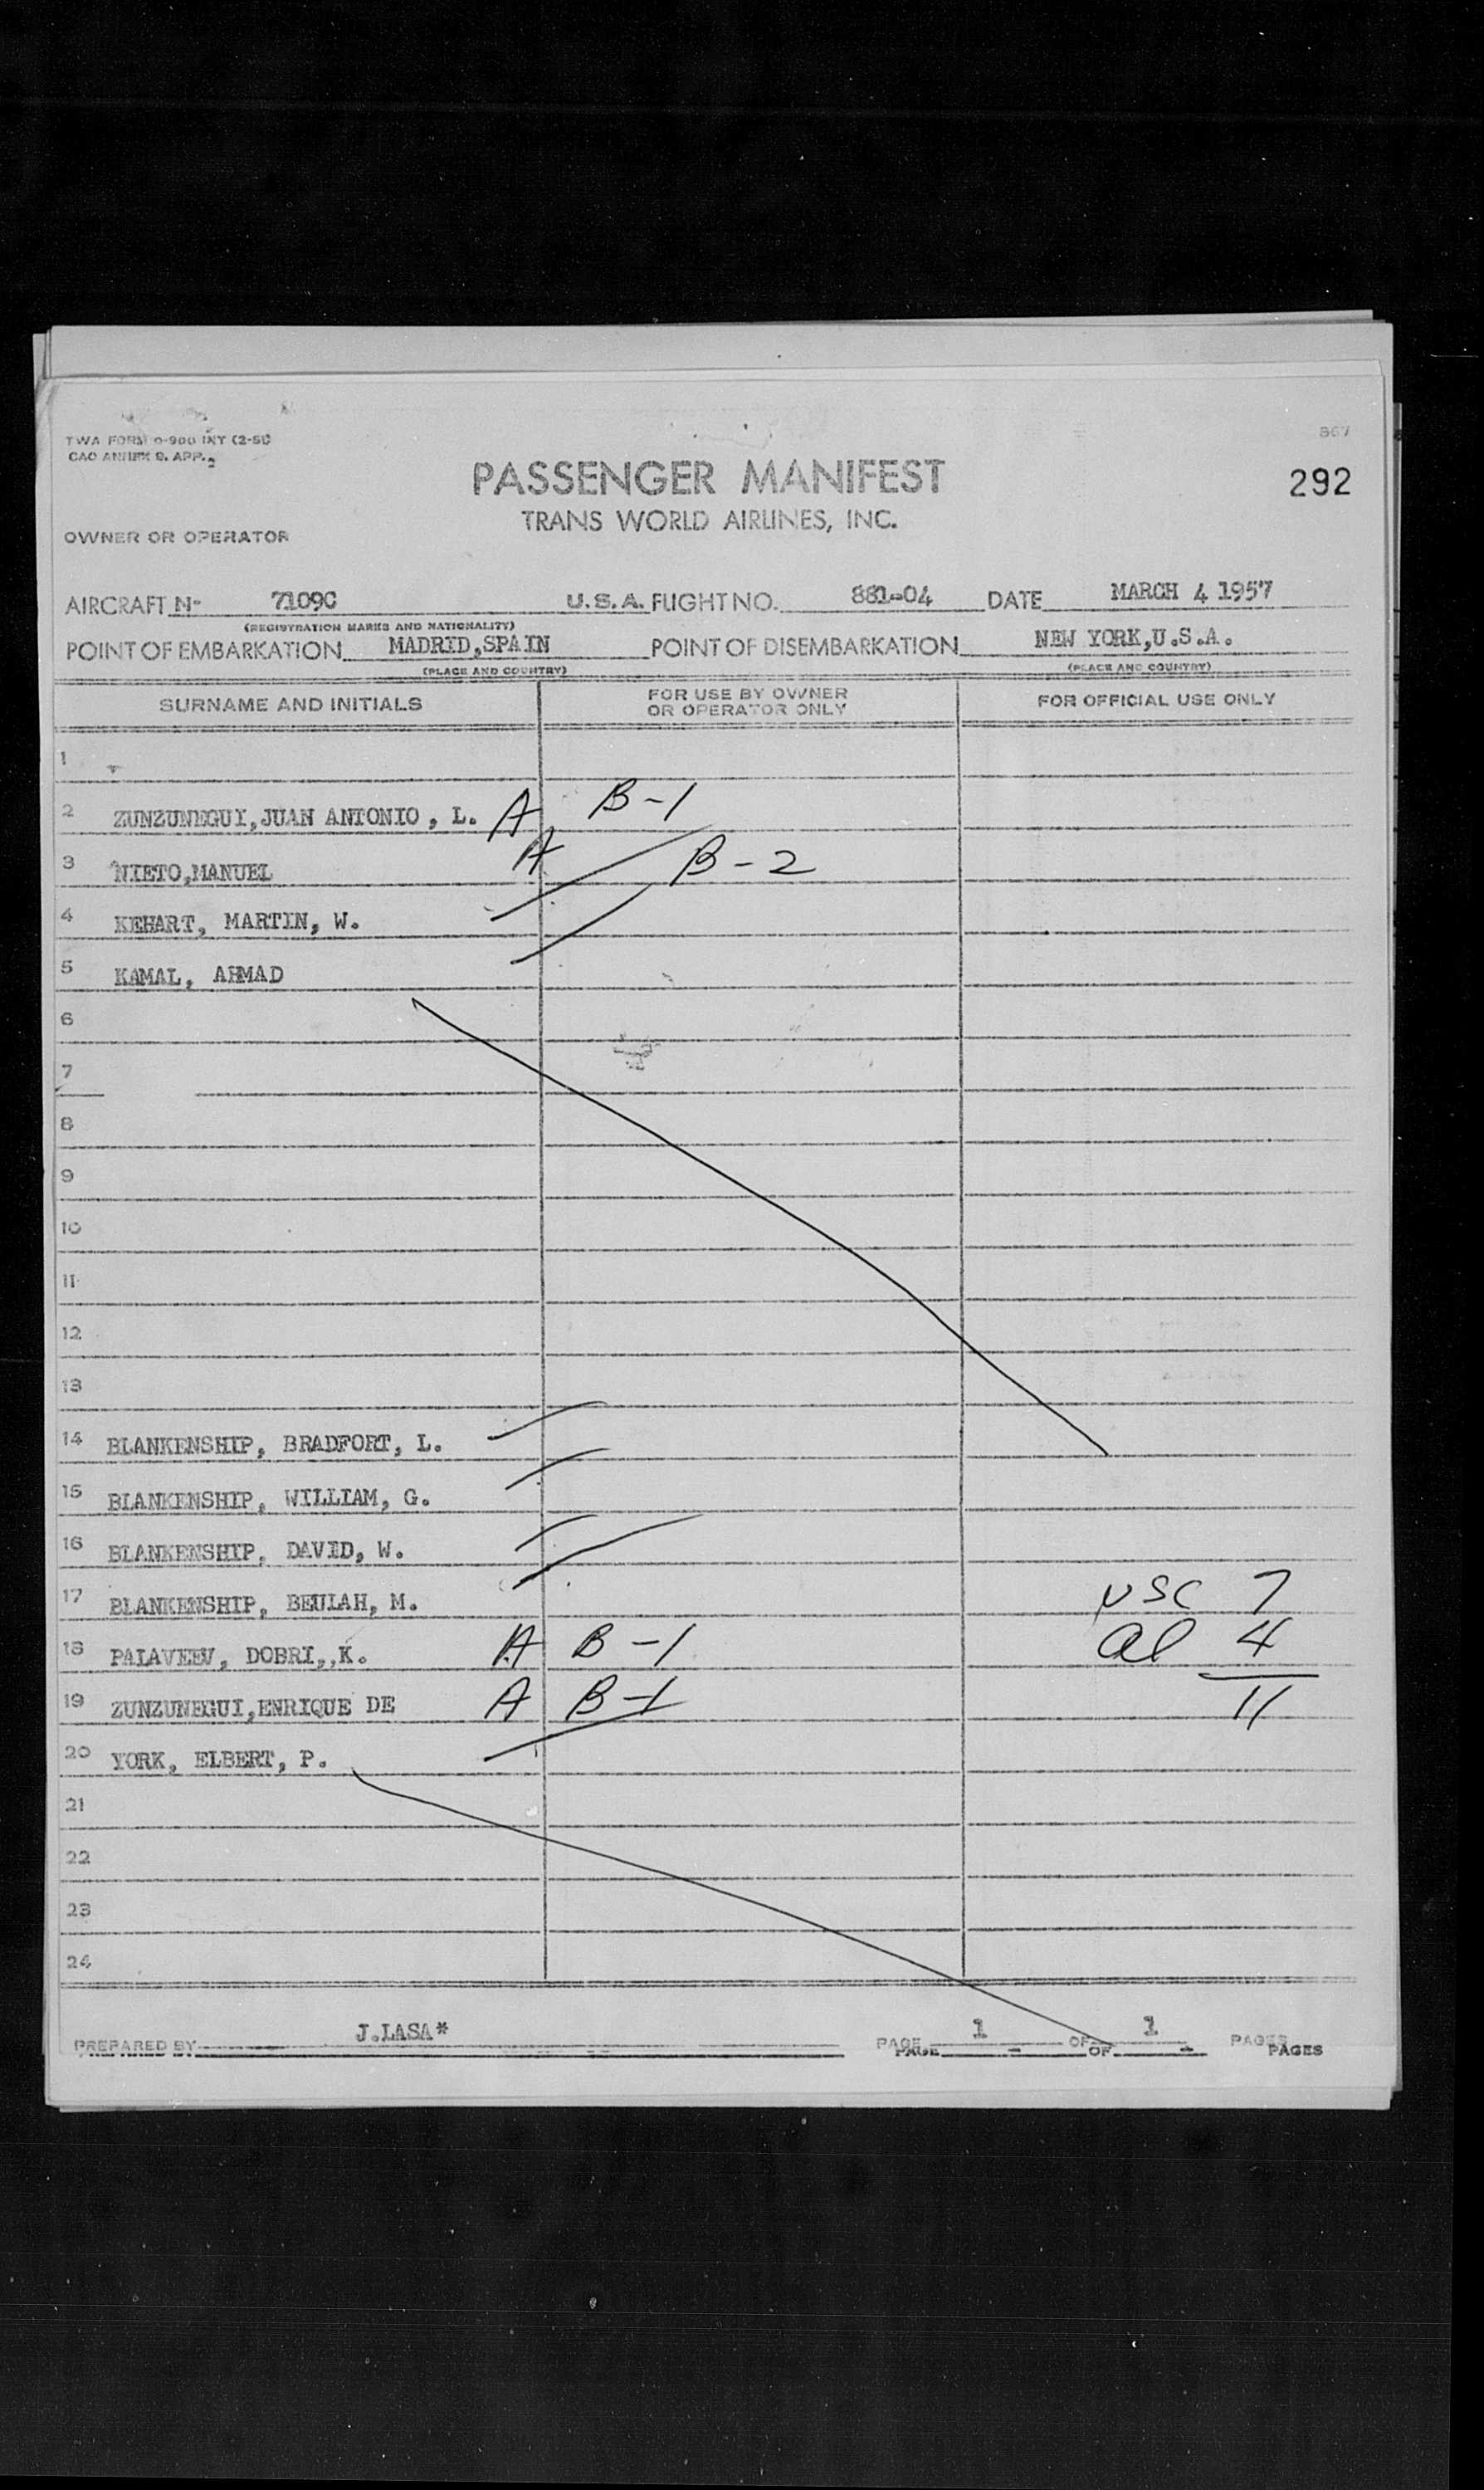 TWA FORM 0-900 INT (2-51)
CAO ANNEX 9. APP. 2
867
PASSENGER MANIFEST
292
TRANS WORLD AIRLINES, INC.
OWNER OR OPERATOR
AIRCRAFT N- 7109C U.S.A. FLIGHT NO. 881-04 DATE MARCH 4 1957
(REGISTRATION MARKS AND NATIONALITY)
POINT OF EMBARKATION MADRID,SPAIN POINT OF DISEMBARKATION NEW YORK,U.S.A.
(PLACE AND COUNTRY) (PLACE AND COUNTRY)
SURNAME AND INITIALS FOR USE BY OWNER OR OPERATOR ONLY FOR OFFICIAL USE ONLY
1
2 ZUNZUNEGUI,JUAN ANTONIO , L. A B-1
3 NIETO,MANUEL A B-2
4 KEHART, MARTIN, W.
5 KAMAL, AHMAD
6
7
8
9
10
11
12
13
14 BLANKENSHIP, BRADFORT, L.
15 BLANKENSHIP, WILLIAM, G.
16 BLANKENSHIP, DAVID, W.
17 BLANKENSHIP, BEULAH, M. USC 7
18 PALAVEEV, DOBRI,,K. A B-1 al 4
19 ZUNZUNEGUI,ENRIQUE DE A B-1 11
20 YORK, ELBERT, P.
21
22
23
24
PREPARED BY J.LASA* PAGE 1 OF 1 PAGES
PAGE OF PAGES